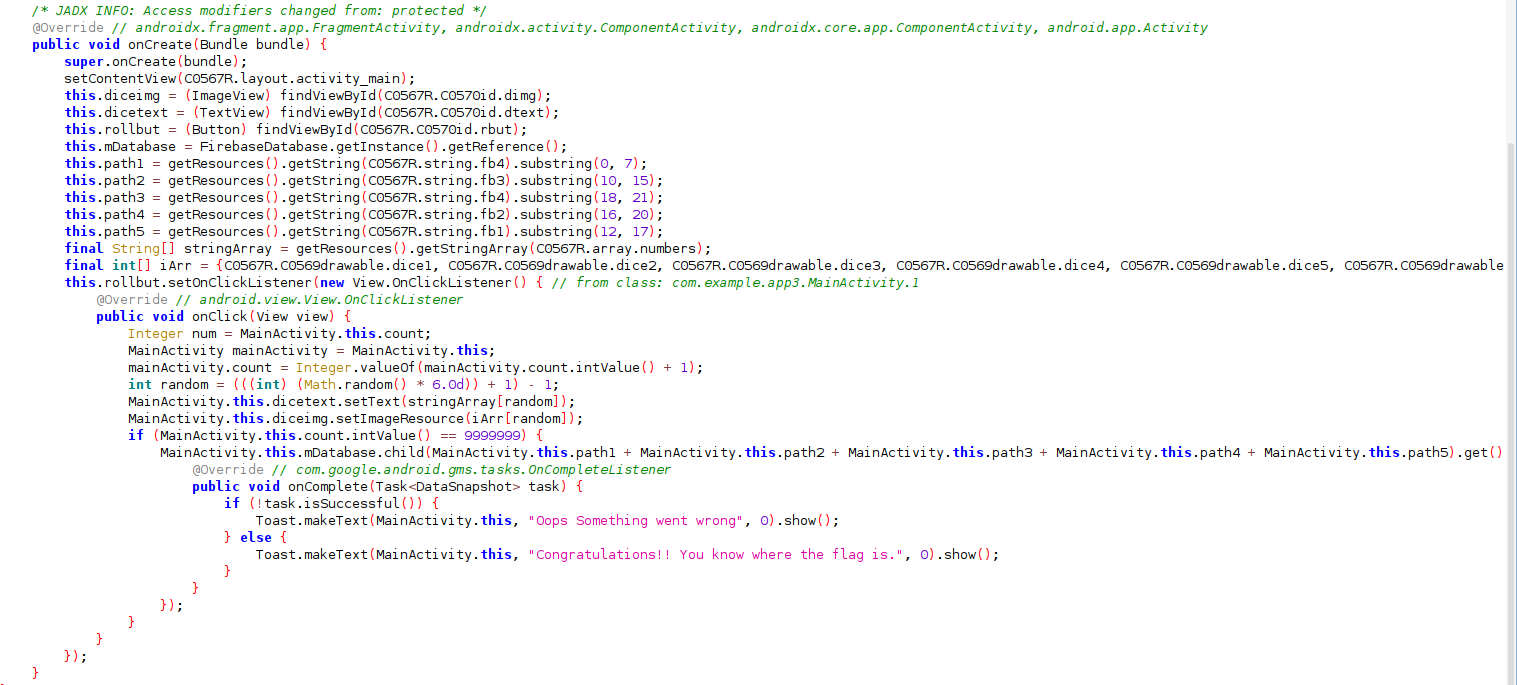 /* JADX INFO: Access modifiers changed from: protected */
@Override // androidx.fragment.app.FragmentActivity, androidx.activity.ComponentActivity, androidx.core.app.ComponentActivity, android.app.Activity
public void onCreate(Bundle bundle) {
super.onCreate(bundle);
setContentView(C0567R.layout.activity_main);
this.diceimg = (ImageView) findViewById(C0567R.C0570id.dimg);
this.dicetext = (TextView) findViewById(C0567R.C0570id.dtext);
this.rollbut = (Button) findViewById(C0567R.C0570id.rbut);
this.mDatabase = FirebaseDatabase.getInstance().getReference();
this.path1 = getResources().getString(C0567R.string.fb4).substring(0, 7);
this.path2 = getResources().getString(C0567R.string.fb3).substring(10, 15);
this.path3 = getResources().getString(C0567R.string.fb4).substring(18, 21);
this.path4 = getResources().getString(C0567R.string.fb2).substring(16, 20);
this.path5 = getResources().getString(C0567R.string.fb1).substring(12, 17);
final String[] stringArray = getResources().getStringArray(C0567R.array.numbers);
final int[] iArr = {C0567R.C0569drawable.dice1, C0567R.C0569drawable.dice2, C0567R.C0569drawable.dice3, C0567R.C0569drawable.dice4, C0567R.C0569drawable.dice5, C0567R.C0569drawable
this.rollbut.setOnClickListener(new View.OnClickListener() { // from class: com.example.app3.MainActivity.1
@Override // android.view.View.OnClickListener
public void onClick(View view) {
Integer num = MainActivity.this.count;
MainActivity mainActivity = MainActivity.this;
mainActivity.count = Integer.valueOf(mainActivity.count.intValue() + 1);
int random = (((int) (Math.random() * 6.0d)) + 1) - 1;
MainActivity.this.dicetext.setText(stringArray[random]);
MainActivity.this.diceimg.setImageResource(iArr[random]);
if (MainActivity.this.count.intValue() == 9999999) {
MainActivity.this.mDatabase.child(MainActivity.this.path1 + MainActivity.this.path2 + MainActivity.this.path3 + MainActivity.this.path4 + MainActivity.this.path5).get()
@Override // com.google.android.gms.tasks.OnCompleteListener
public void onComplete(Task<DataSnapshot> task) {
if (!task.isSuccessful()) {
Toast.makeText(MainActivity.this, "Oops Something went wrong", 0).show();
} else {
Toast.makeText(MainActivity.this, "Congratulations!! You know where the flag is.", 0).show();
}
}
});
}
}
});
}